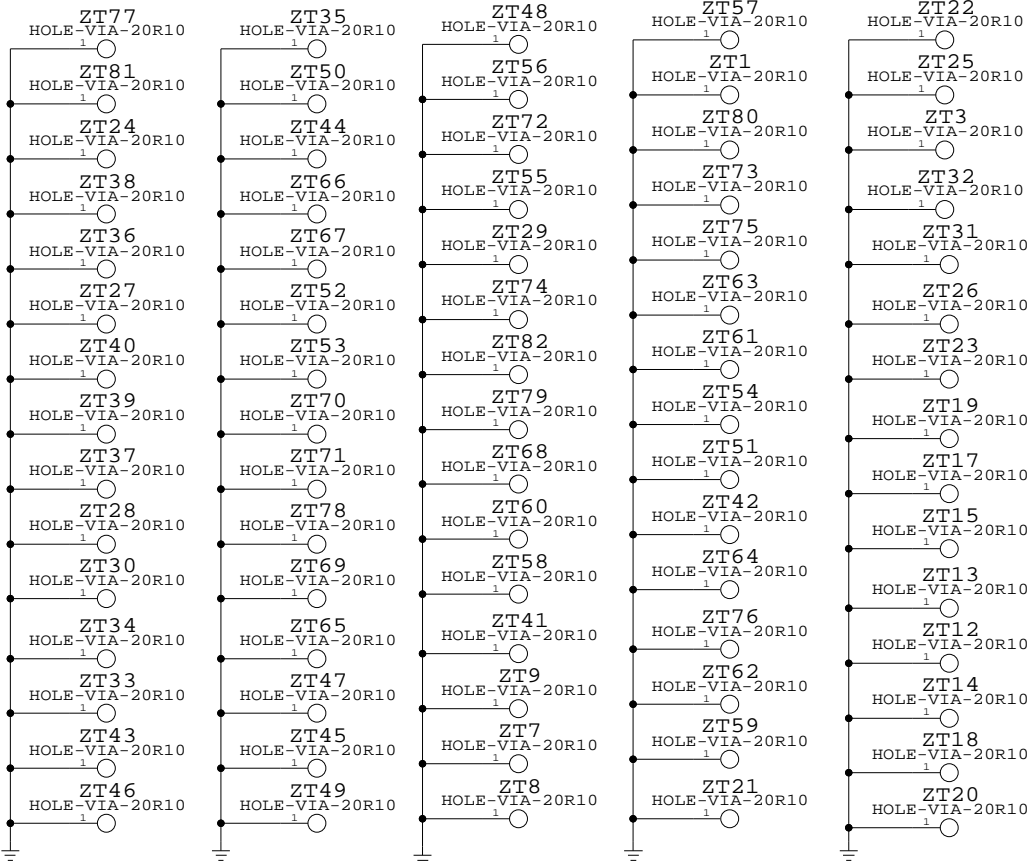 ZT77
HOLE-VIA-20R10
1
ZT81
HOLE-VIA-20R10
1
ZT24
HOLE-VIA-20R10
1
ZT38
HOLE-VIA-20R10
1
ZT36
HOLE-VIA-20R10
1
ZT27
HOLE-VIA-20R10
1
ZT40
HOLE-VIA-20R10
1
ZT39
HOLE-VIA-20R10
1
ZT37
HOLE-VIA-20R10
1
ZT28
HOLE-VIA-20R10
1
ZT30
HOLE-VIA-20R10
1
ZT34
HOLE-VIA-20R10
1
ZT33
HOLE-VIA-20R10
1
ZT43
HOLE-VIA-20R10
1
ZT46
HOLE-VIA-20R10
1
ZT35
HOLE-VIA-20R10
1
ZT50
HOLE-VIA-20R10
1
ZT44
HOLE-VIA-20R10
1
ZT66
HOLE-VIA-20R10
1
ZT67
HOLE-VIA-20R10
1
ZT52
HOLE-VIA-20R10
1
ZT53
HOLE-VIA-20R10
1
ZT70
HOLE-VIA-20R10
1
ZT71
HOLE-VIA-20R10
1
ZT78
HOLE-VIA-20R10
1
ZT69
HOLE-VIA-20R10
1
ZT65
HOLE-VIA-20R10
1
ZT47
HOLE-VIA-20R10
1
ZT45
HOLE-VIA-20R10
1
ZT49
HOLE-VIA-20R10
1
ZT48
HOLE-VIA-20R10
1
ZT56
HOLE-VIA-20R10
1
ZT72
HOLE-VIA-20R10
1
ZT55
HOLE-VIA-20R10
1
ZT29
HOLE-VIA-20R10
1
ZT74
HOLE-VIA-20R10
1
ZT82
HOLE-VIA-20R10
1
ZT79
HOLE-VIA-20R10
1
ZT68
HOLE-VIA-20R10
1
ZT60
HOLE-VIA-20R10
1
ZT58
HOLE-VIA-20R10
1
ZT41
HOLE-VIA-20R10
1
ZT9
HOLE-VIA-20R10
1
ZT7
HOLE-VIA-20R10
1
ZT8
HOLE-VIA-20R10
1
ZT57
HOLE-VIA-20R10
1
ZT1
HOLE-VIA-20R10
1
ZT80
HOLE-VIA-20R10
1
ZT73
HOLE-VIA-20R10
1
ZT75
HOLE-VIA-20R10
1
ZT63
HOLE-VIA-20R10
1
ZT61
HOLE-VIA-20R10
1
ZT54
HOLE-VIA-20R10
1
ZT51
HOLE-VIA-20R10
1
ZT42
HOLE-VIA-20R10
1
ZT64
HOLE-VIA-20R10
1
ZT76
HOLE-VIA-20R10
1
ZT62
HOLE-VIA-20R10
1
ZT59
HOLE-VIA-20R10
1
ZT21
HOLE-VIA-20R10
1
ZT22
HOLE-VIA-20R10
1
ZT25
HOLE-VIA-20R10
1
ZT3
HOLE-VIA-20R10
1
ZT32
HOLE-VIA-20R10
1
ZT31
HOLE-VIA-20R10
1
ZT26
HOLE-VIA-20R10
1
ZT23
HOLE-VIA-20R10
1
ZT19
HOLE-VIA-20R10
1
ZT17
HOLE-VIA-20R10
1
ZT15
HOLE-VIA-20R10
1
ZT13
HOLE-VIA-20R10
1
ZT12
HOLE-VIA-20R10
1
ZT14
HOLE-VIA-20R10
1
ZT18
HOLE-VIA-20R10
1
ZT20
HOLE-VIA-20R10
1